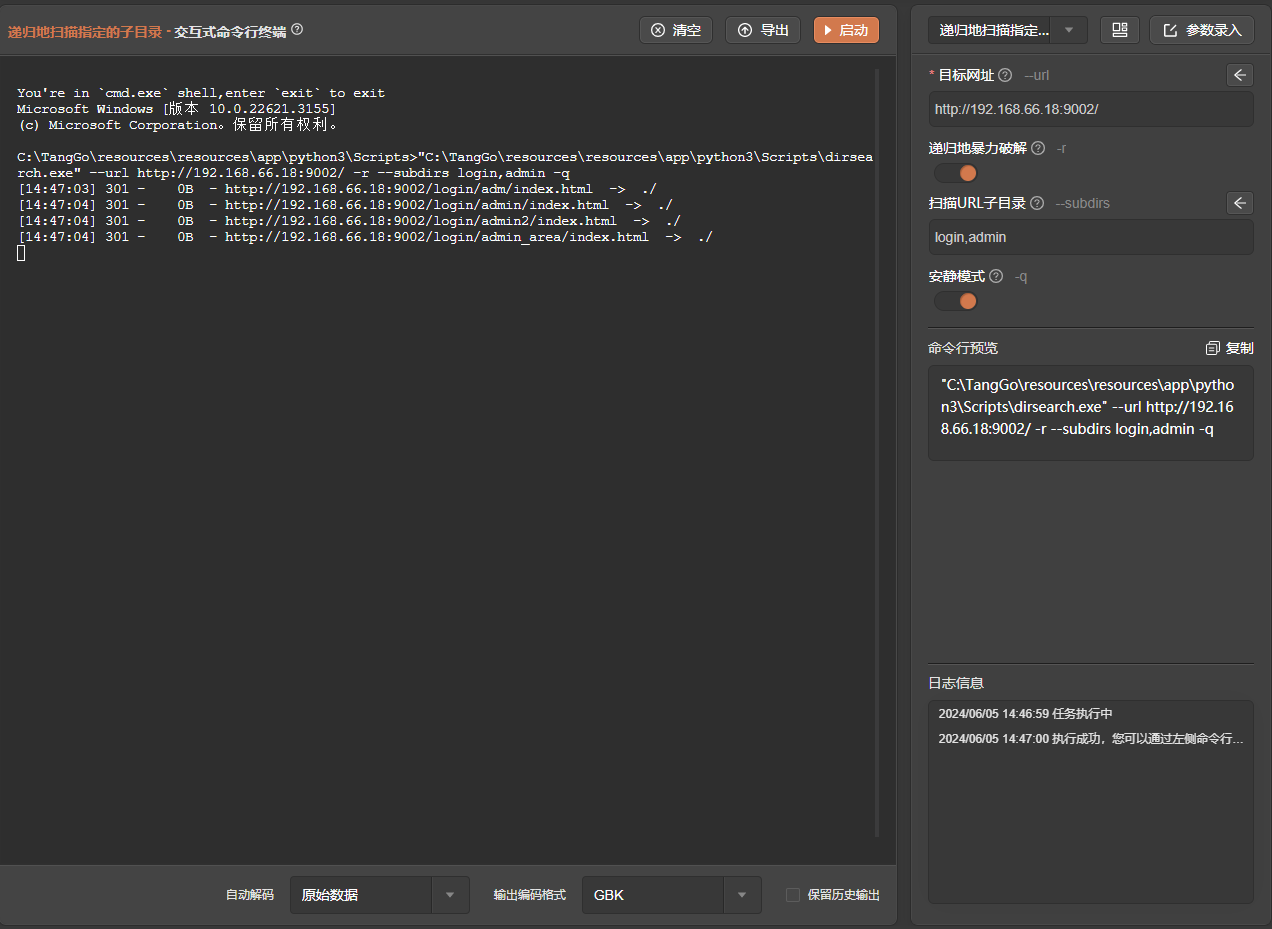 递归地扫描指定的子目录 - 交互式命令行终端
清空
导出
启动
You're in `cmd.exe` shell,enter `exit` to exit
Microsoft Windows [版本 10.0.22621.3155]
(c) Microsoft Corporation。保留所有权利。
C:\TangGo\resources\resources\app\python3\Scripts>"C:\TangGo\resources\resources\app\python3\Scripts\dirsea
rch.exe" --url http://192.168.66.18:9002/ -r --subdirs login,admin -q
[14:47:03] 301 -    0B  - http://192.168.66.18:9002/login/adm/index.html  ->  ./
[14:47:04] 301 -    0B  - http://192.168.66.18:9002/login/admin/index.html  ->  ./
[14:47:04] 301 -    0B  - http://192.168.66.18:9002/login/admin2/index.html  ->  ./
[14:47:04] 301 -    0B  - http://192.168.66.18:9002/login/admin_area/index.html  ->  ./
自动解码
原始数据
输出编码格式
GBK
保留历史输出
递归地扫描指定...
参数录入
* 目标网址 --url
http://192.168.66.18:9002/
递归地暴力破解 -r
扫描URL子目录 --subdirs
login,admin
安静模式 -q
命令行预览
复制
"C:\TangGo\resources\resources\app\pytho
n3\Scripts\dirsearch.exe" --url http://192.16
8.66.18:9002/ -r --subdirs login,admin -q
日志信息
2024/06/05 14:46:59 任务执行中
2024/06/05 14:47:00 执行成功，您可以通过左侧命令行...